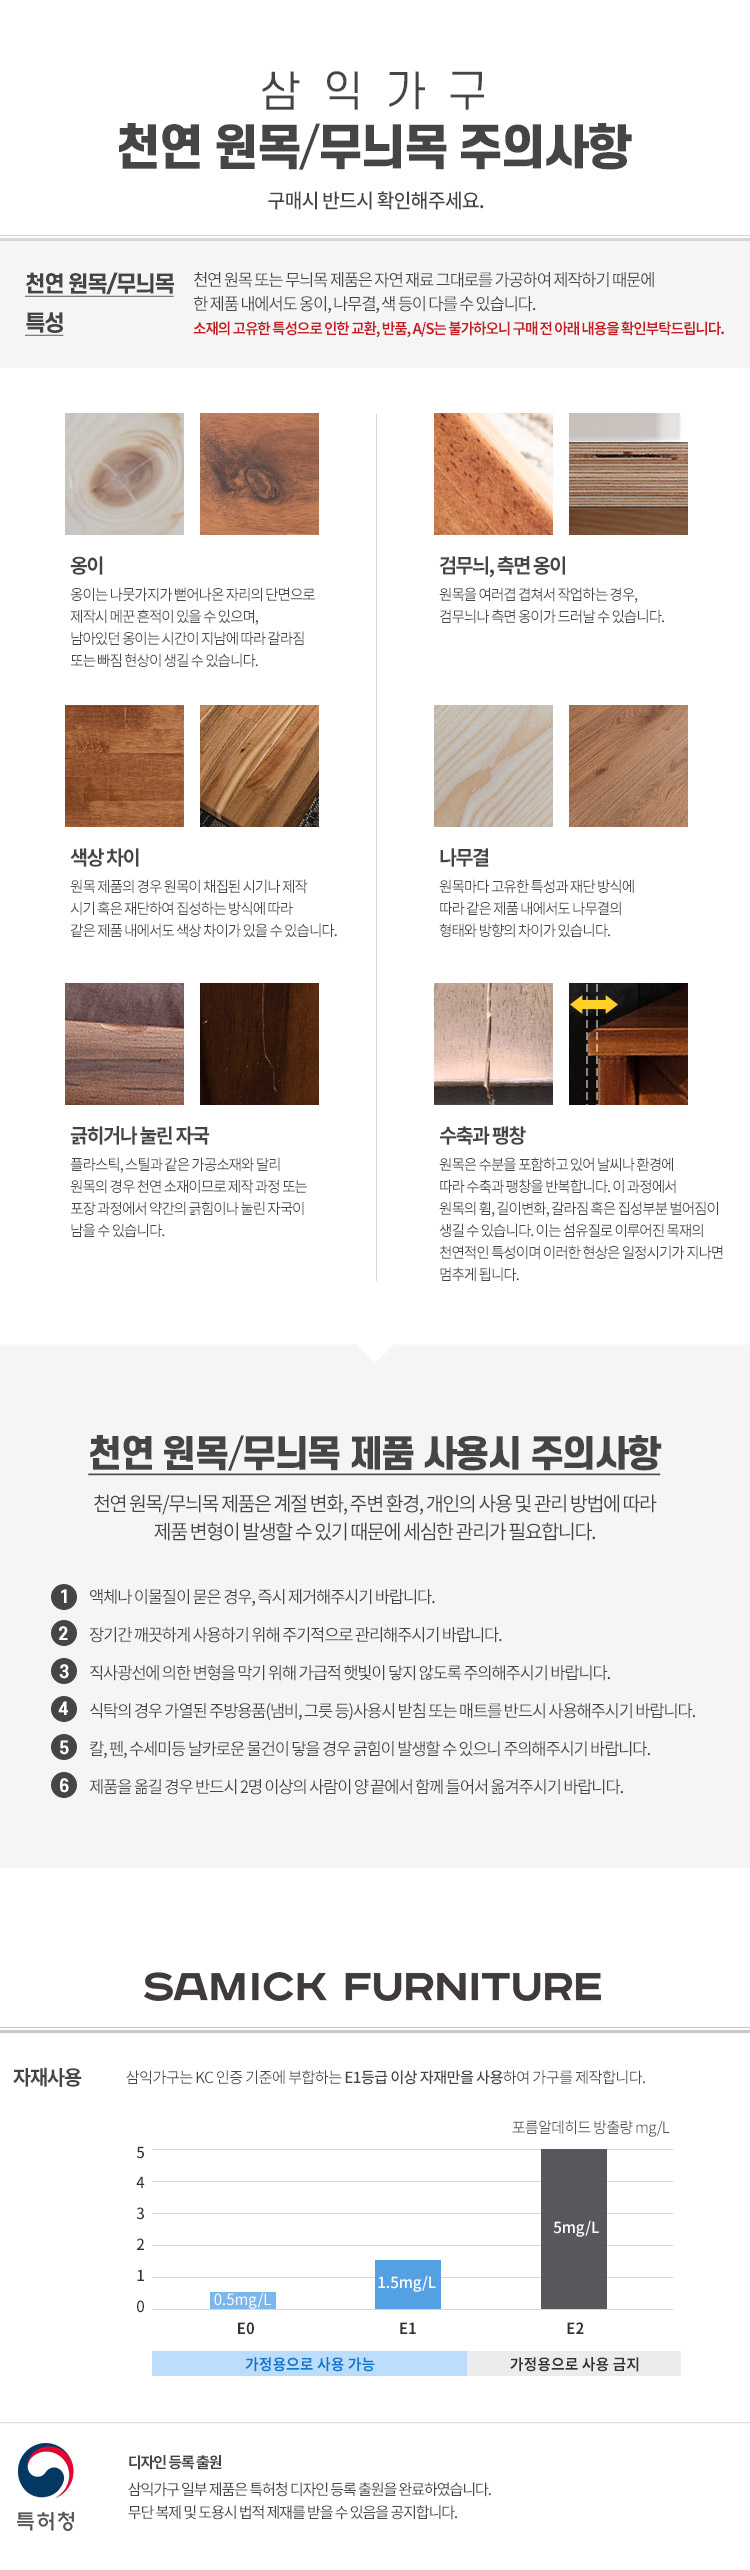 삼익가구
천연 원목/무늬목 주의사항
구매시 반드시 확인해주세요.
천연 원목/무늬목
특성
천연 원목 또는 무늬목 제품은 자연 재료 그대로를 가공하여 제작하기 때문에
한 제품 내에서도 옹이, 나무결, 색 등이 다를 수 있습니다.
소재의 고유한 특성으로 인한 교환, 반품, A/S는 불가하오니 구매 전 아래 내용을 확인부탁드립니다.
옹이
옹이는 나뭇가지가 뻗어나온 자리의 단면으로
제작시 메꾼 흔적이 있을 수 있으며,
남아있던 옹이는 시간이 지남에 따라 갈라짐
또는 빠짐 현상이 생길 수 있습니다.
검무늬, 측면 옹이
원목을 여러겹 겹쳐서 작업하는 경우,
검무늬나 측면 옹이가 드러날 수 있습니다.
색상 차이
원목 제품의 경우 원목이 채집된 시기나 제작
시기 혹은 재단하여 집성하는 방식에 따라
같은 제품 내에서도 색상 차이가 있을 수 있습니다.
나무결
원목마다 고유한 특성과 재단 방식에
따라 같은 제품 내에서도 나무결의
형태와 방향의 차이가 있습니다.
긁히거나 눌린 자국
플라스틱, 스틸과 같은 가공소재와 달리
원목의 경우 천연 소재이므로 제작 과정 또는
포장 과정에서 약간의 긁힘이나 눌린 자국이
남을 수 있습니다.
수축과 팽창
원목은 수분을 포함하고 있어 날씨나 환경에
따라 수축과 팽창을 반복합니다. 이 과정에서
원목의 휨, 길이변화, 갈라짐 혹은 집성부분 벌어짐이
생길 수 있습니다. 이는 섬유질로 이루어진 목재의
천연적인 특성이며 이러한 현상은 일정시기가 지나면
멈추게 됩니다.
천연 원목/무늬목 제품 사용시 주의사항
천연 원목/무늬목 제품은 계절 변화, 주변 환경, 개인의 사용 및 관리 방법에 따라
제품 변형이 발생할 수 있기 때문에 세심한 관리가 필요합니다.
1 액체나 이물질이 묻은 경우, 즉시 제거해주시기 바랍니다.
2 장기간 깨끗하게 사용하기 위해 주기적으로 관리해주시기 바랍니다.
3 직사광선에 의한 변형을 막기 위해 가급적 햇빛이 닿지 않도록 주의해주시기 바랍니다.
4 식탁의 경우 가열된 주방용품(냄비, 그릇 등)사용시 받침 또는 매트를 반드시 사용해주시기 바랍니다.
5 칼, 펜, 수세미등 날카로운 물건이 닿을 경우 긁힘이 발생할 수 있으니 주의해주시기 바랍니다.
6 제품을 옮길 경우 반드시 2명 이상의 사람이 양 끝에서 함께 들어서 옮겨주시기 바랍니다.
SAMICK FURNITURE
자재사용
삼익가구는 KC 인증 기준에 부합하는 E1등급 이상 자재만을 사용하여 가구를 제작합니다.
포름알데히드 방출량 mg/L
5
4
3
2
1
0
0.5mg/L
1.5mg/L
5mg/L
E0
E1
E2
가정용으로 사용 가능
가정용으로 사용 금지
특허청
디자인 등록 출원
삼익가구 일부 제품은 특허청 디자인 등록 출원을 완료하였습니다.
무단 복제 및 도용시 법적 제재를 받을 수 있음을 공지합니다.